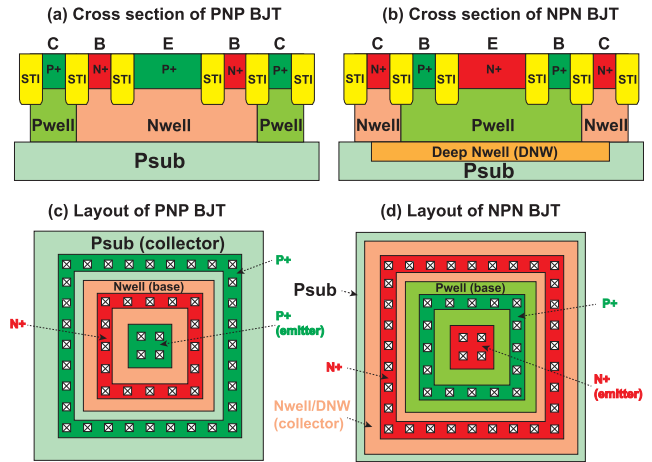 (a) Cross section of PNP BJT
C B E B C
STI P+ STI N+ STI P+ STI N+ STI P+ STI
Pwell Nwell Pwell
Psub
(b) Cross section of NPN BJT
C B E B C
STI N+ STI P+ STI N+ STI P+ STI N+ STI
Nwell Pwell Nwell
Deep Nwell (DNW)
Psub
(c) Layout of PNP BJT
Psub (collector)
P+
Nwell (base)
N+
P+
(emitter)
(d) Layout of NPN BJT
Psub
Pwell (base)
P+
N+
N+
(emitter)
Nwell/DNW
(collector)